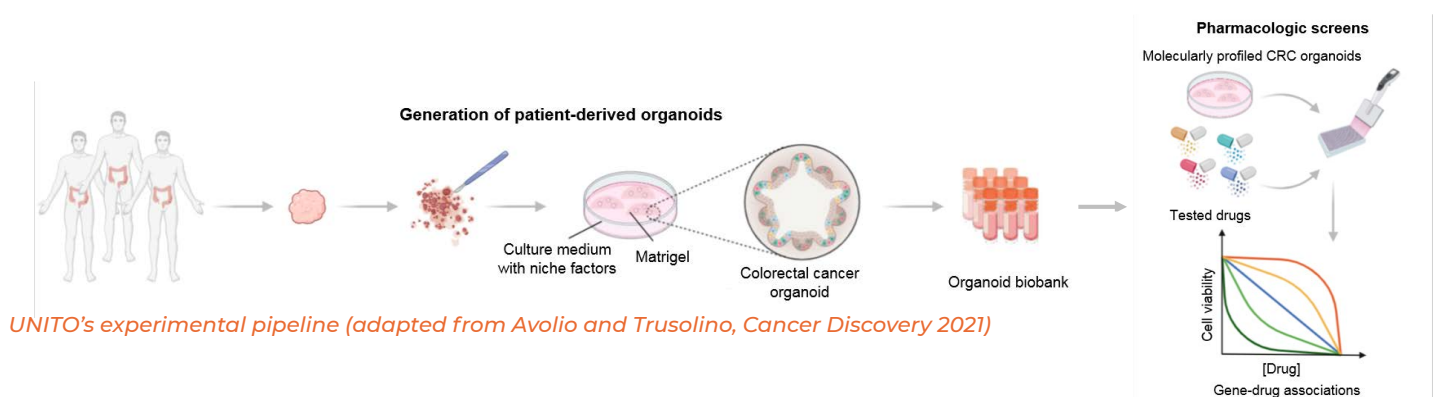 Generation of patient-derived organoids
Culture medium
with niche factors
Matrigel
Colorectal cancer
organoid
Organoid biobank
Pharmacologic screens
Molecularly profiled CRC organoids
Tested drugs
Cell viability
[Drug]
Gene-drug associations
UNITO's experimental pipeline (adapted from Avolio and Trusolino, Cancer Discovery 2021)